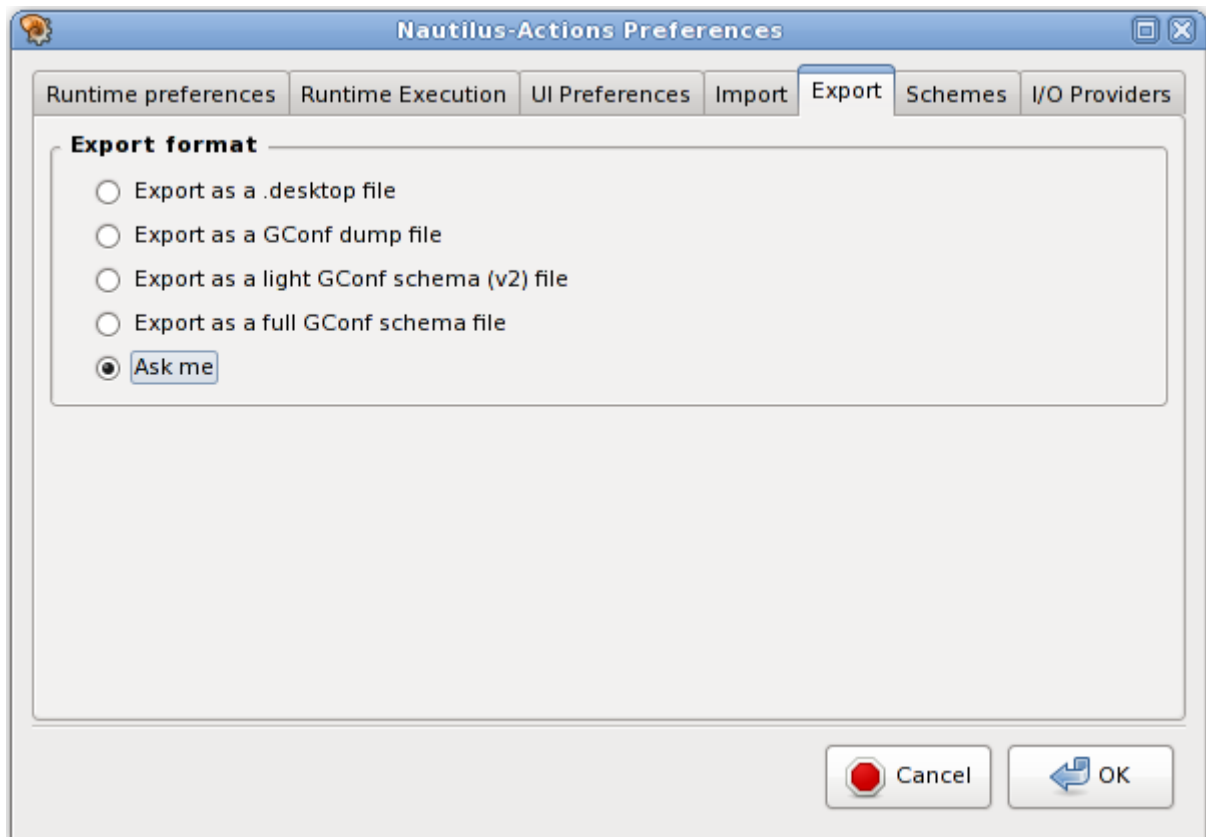 Nautilus-Actions Preferences
Runtime preferences Runtime Execution UI Preferences Import Export Schemes I/O Providers
Export format
Export as a .desktop file
Export as a GConf dump file
Export as a light GConf schema (v2) file
Export as a full GConf schema file
Ask me
Cancel OK